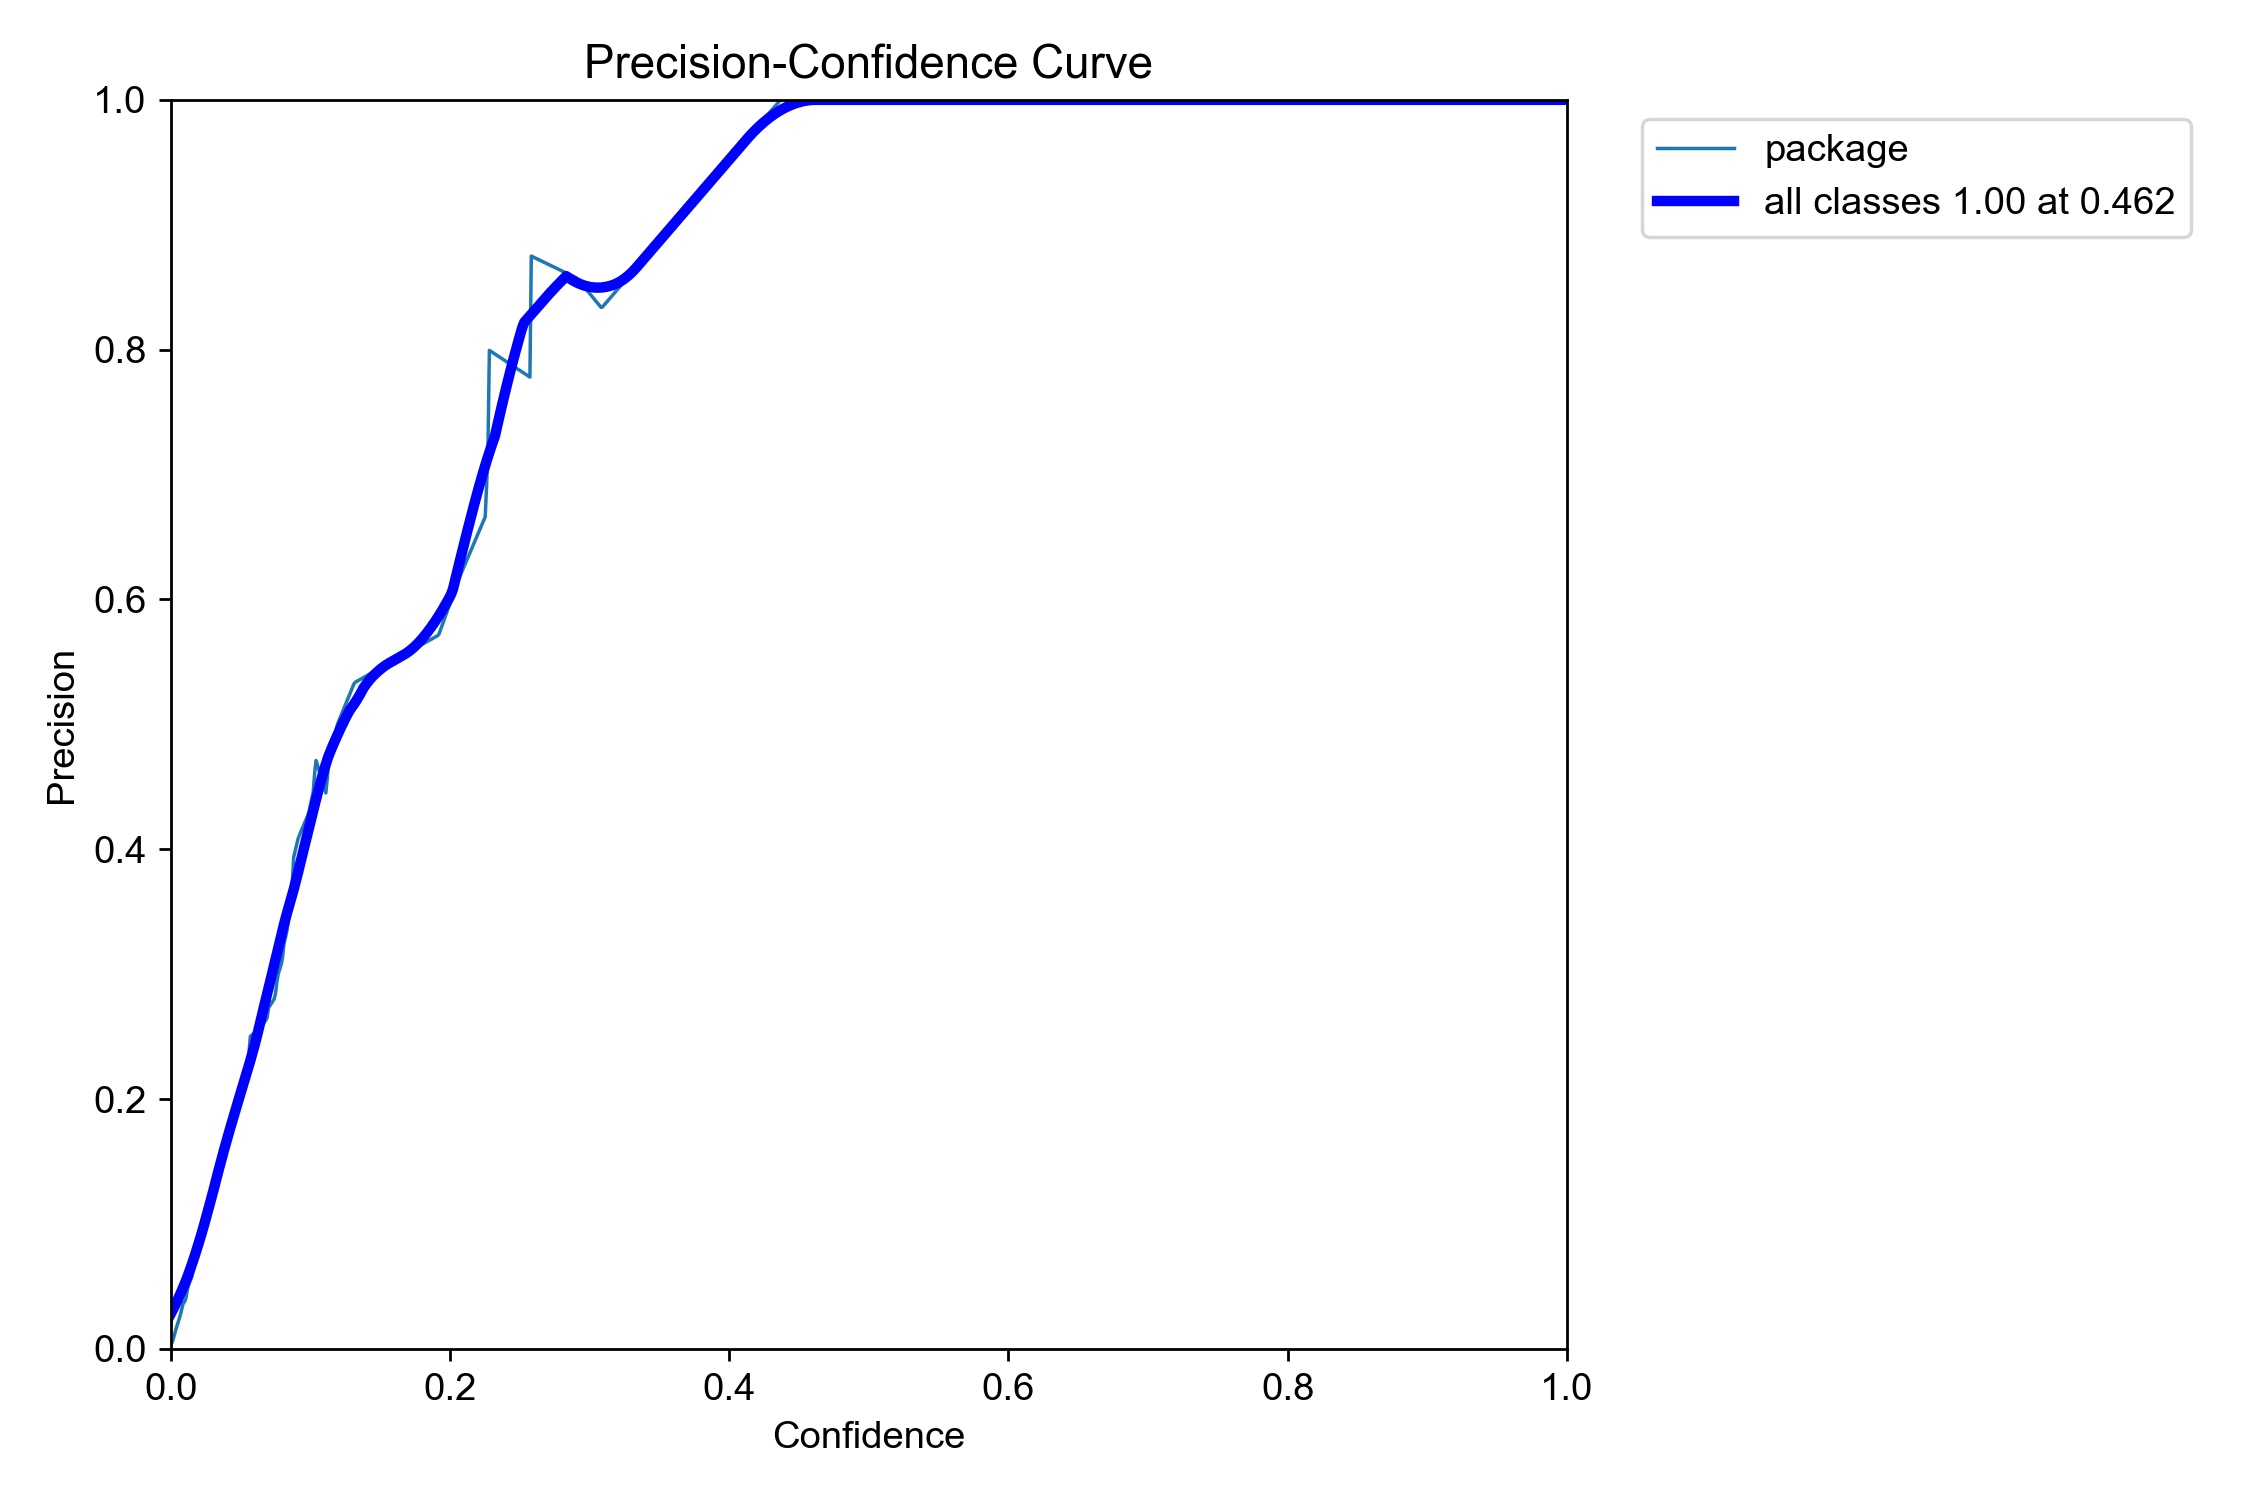 Precision-Confidence Curve
1.0
0.8
0.6
0.4
0.2
0.0
Precision
0.0 0.2 0.4 0.6 0.8 1.0
Confidence
package
all classes 1.00 at 0.462